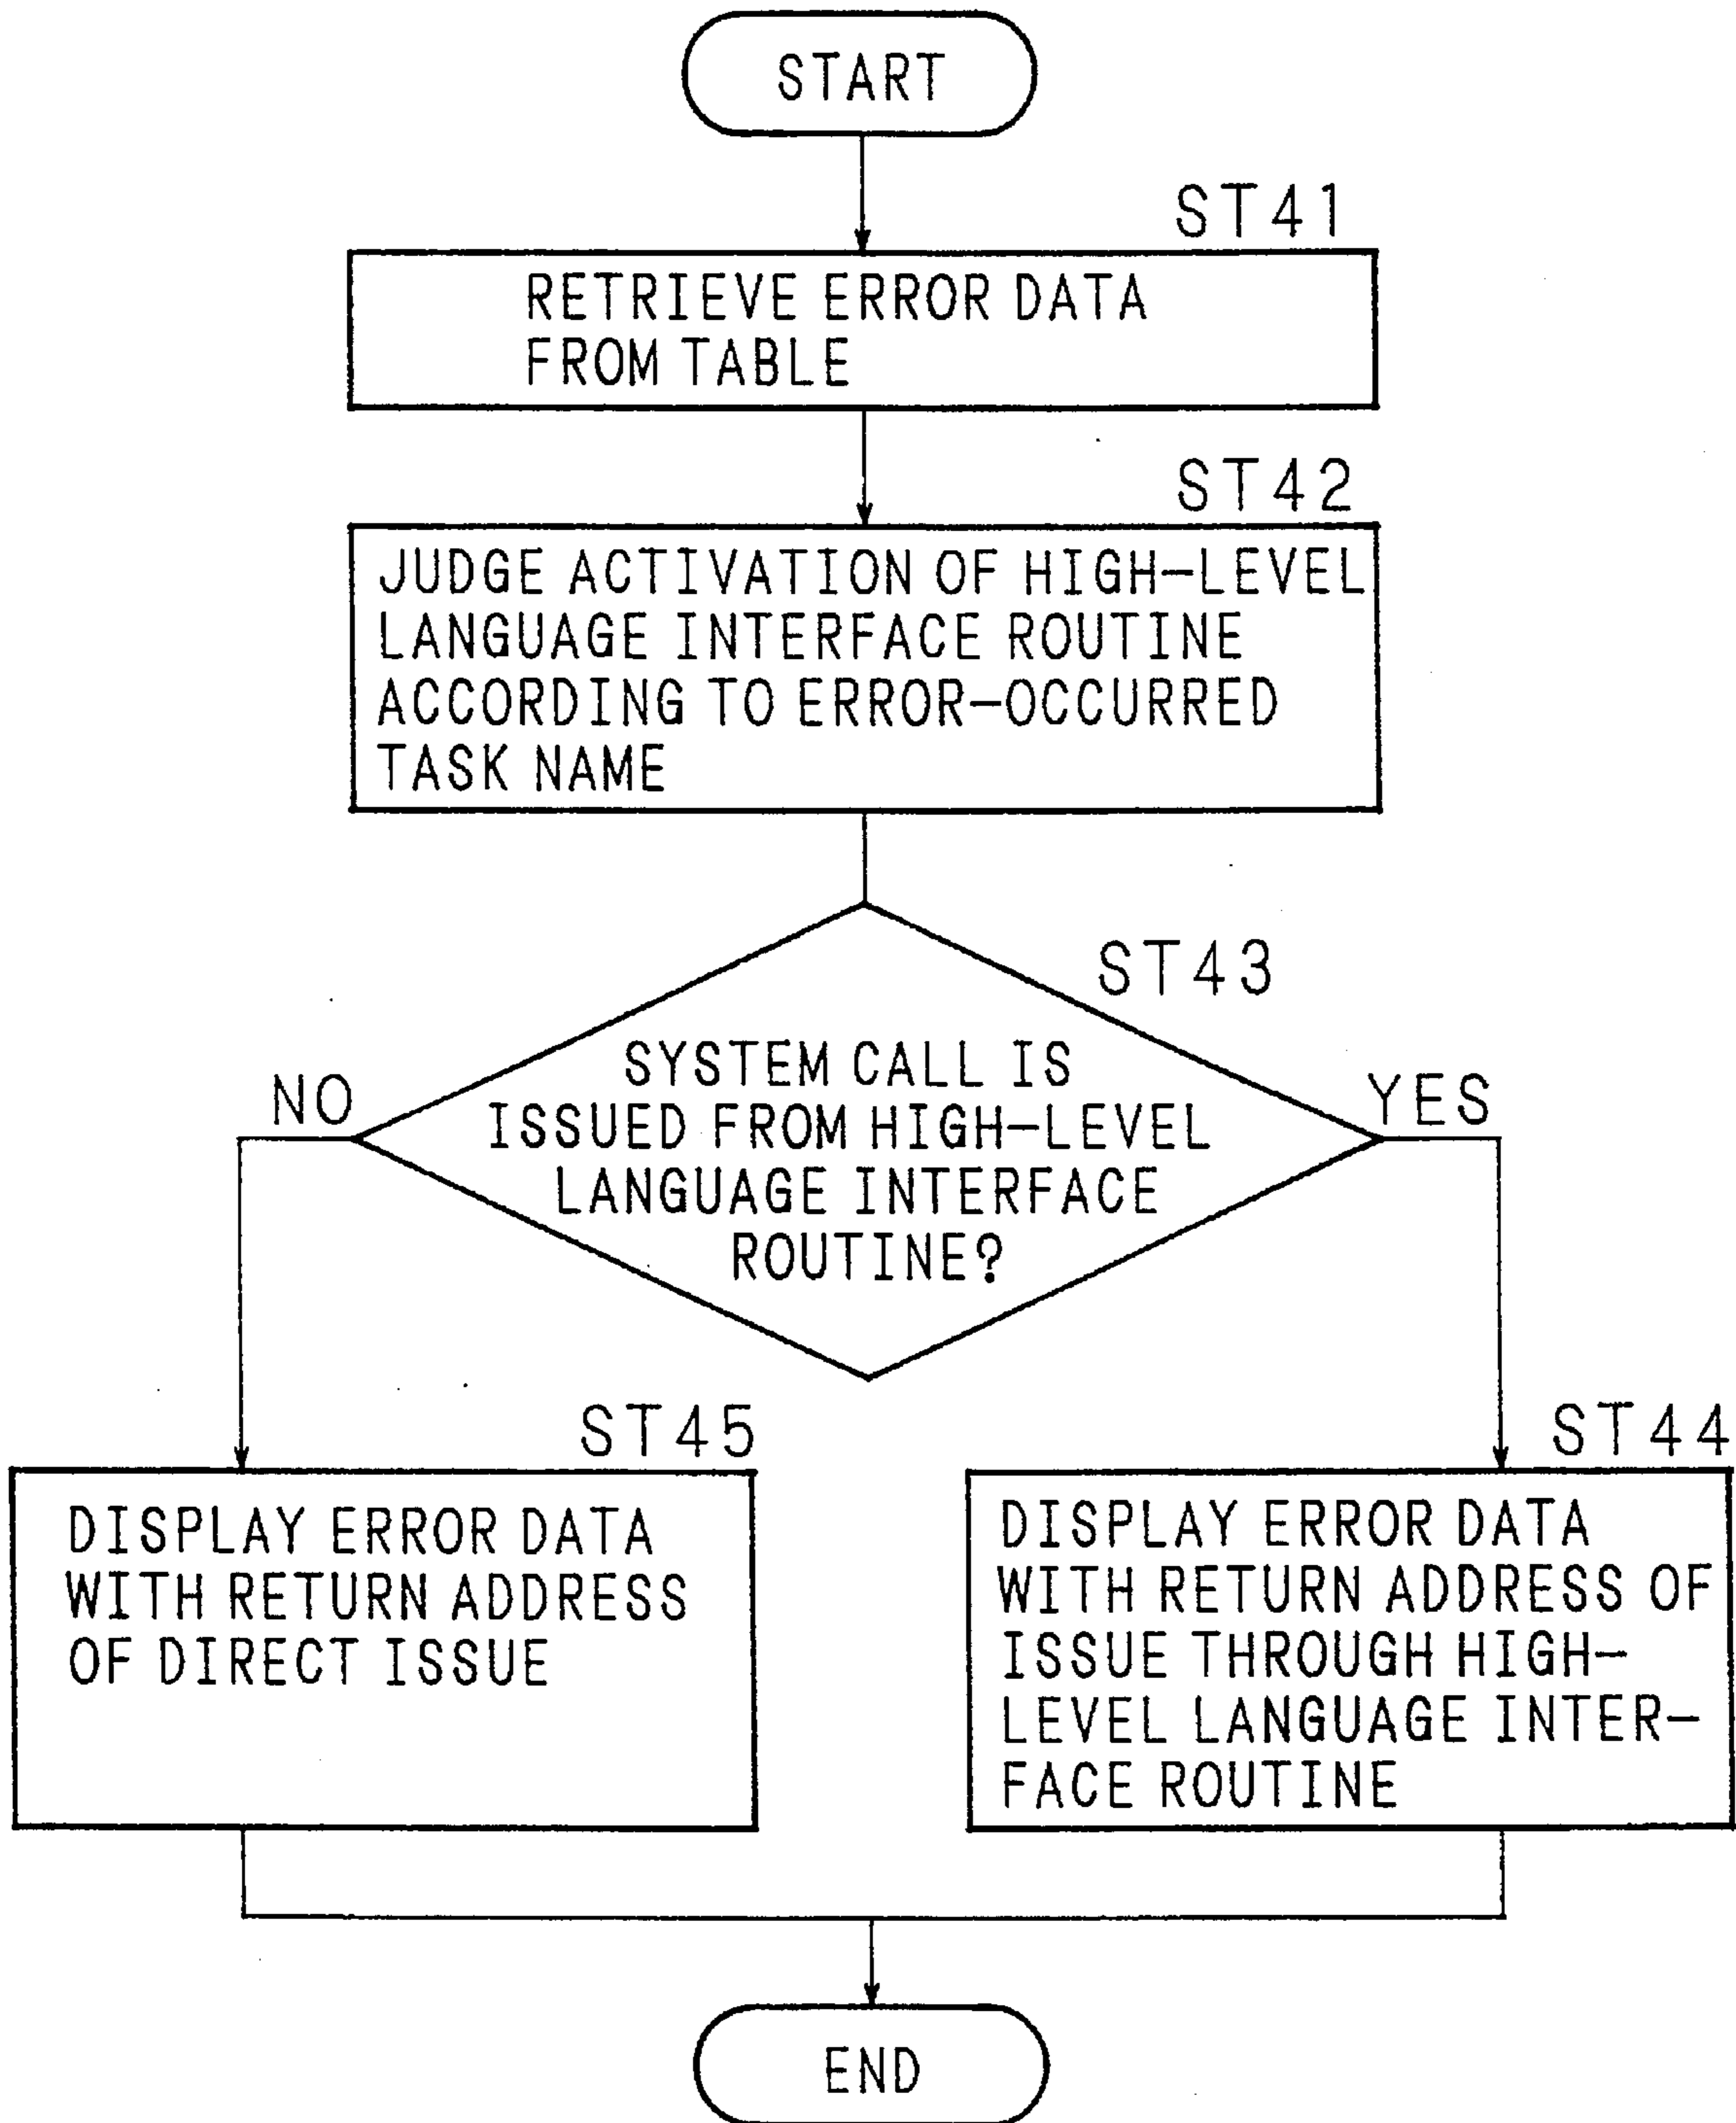 START
ST41
RETRIEVE ERROR DATA
FROM TABLE
ST42
JUDGE ACTIVATION OF HIGH-LEVEL
LANGUAGE INTERFACE ROUTINE
ACCORDING TO ERROR-OCCURRED
TASK NAME
ST43
SYSTEM CALL IS
ISSUED FROM HIGH-LEVEL
LANGUAGE INTERFACE
ROUTINE?
NO
YES
ST45
DISPLAY ERROR DATA
WITH RETURN ADDRESS
OF DIRECT ISSUE
ST44
DISPLAY ERROR DATA
WITH RETURN ADDRESS OF
ISSUE THROUGH HIGH-
LEVEL LANGUAGE INTER-
FACE ROUTINE
END